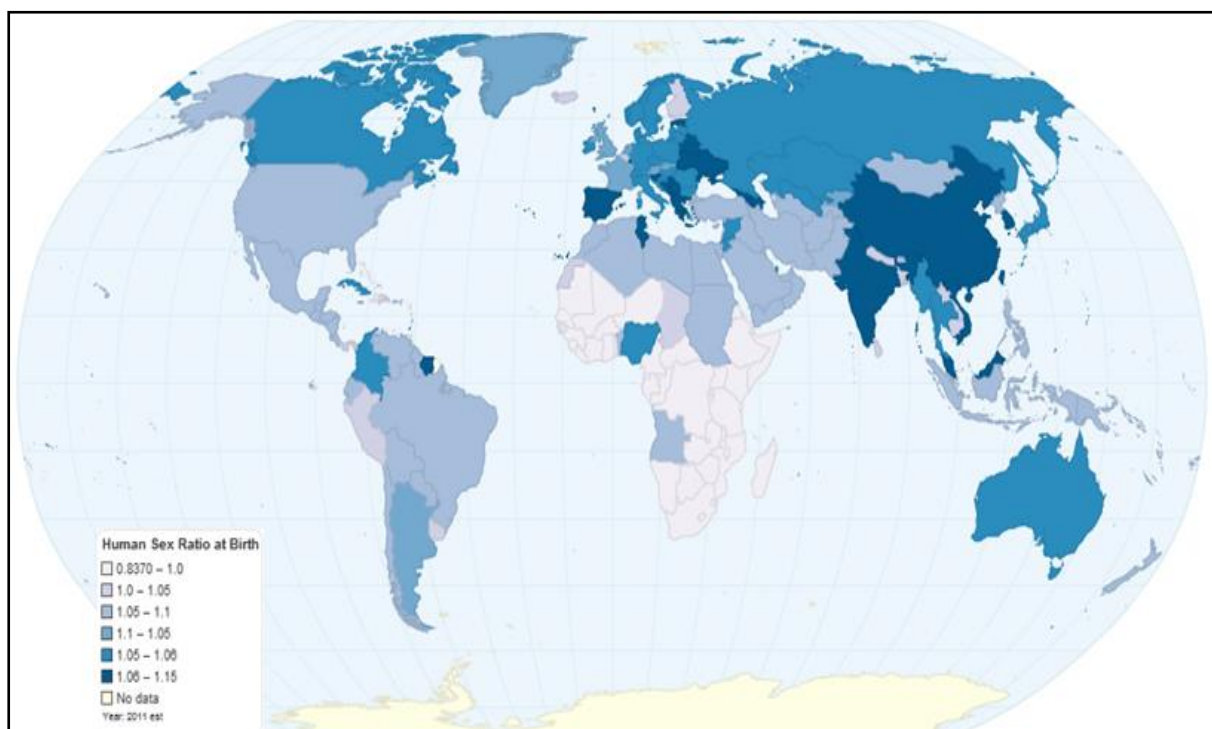 Human Sex Ratio at Birth
0.8370 – 1.0
1.0 – 1.05
1.05 – 1.1
1.1 – 1.05
1.05 – 1.06
1.06 – 1.15
No data
Year: 2011 est